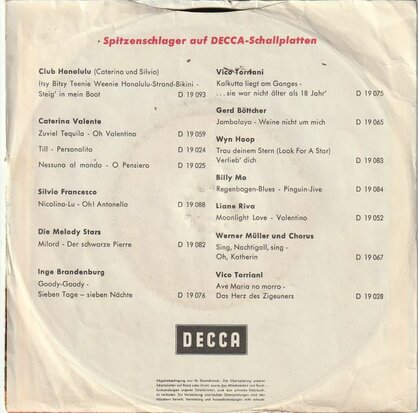 · Spitzenschlager auf DECCA-Schallplatten
Club Honolulu (Caterina und Silvio)
Itsy Bitsy Teenie Weenie Honolulu-Strand-Bikini -
Steig' in mein Boot D 19 093
Caterina Valente
Zuviel Tequila - Oh Valentino D 19 059
Till - Personalita D 19 024
Nessuno al mondo - O Pensiero D 19 025
Silvio Francesco
Nicolina-Lu - Oh! Antonella D 19 088
Die Melody Stars
Milord - Der schwarze Pierre D 19 082
Inge Brandenburg
Goody-Goody -
Sieben Tage – sieben Nächte D 19 076
Vico Torriani
Kalkutta liegt am Ganges -
. . . sie war nicht älter als 18 Jahr' D 19 075
Gerd Böttcher
Jambalaya - Weine nicht um mich D 19 065
Wyn Hoop
Trau deinem Stern (Look For A Star)
Verlieb' dich D 19 083
Billy Mo
Regenbogen-Blues - Pinguin-Jive D 19 084
Liane Riva
Moonlight Love - Valentino D 19 052
Werner Müller und Chorus
Sing, Nachtigall, sing -
Oh, Katherin D 19 067
Vico Torriani
Ave Maria no morro -
Das Herz des Zigeuners D 19 028
DECCA